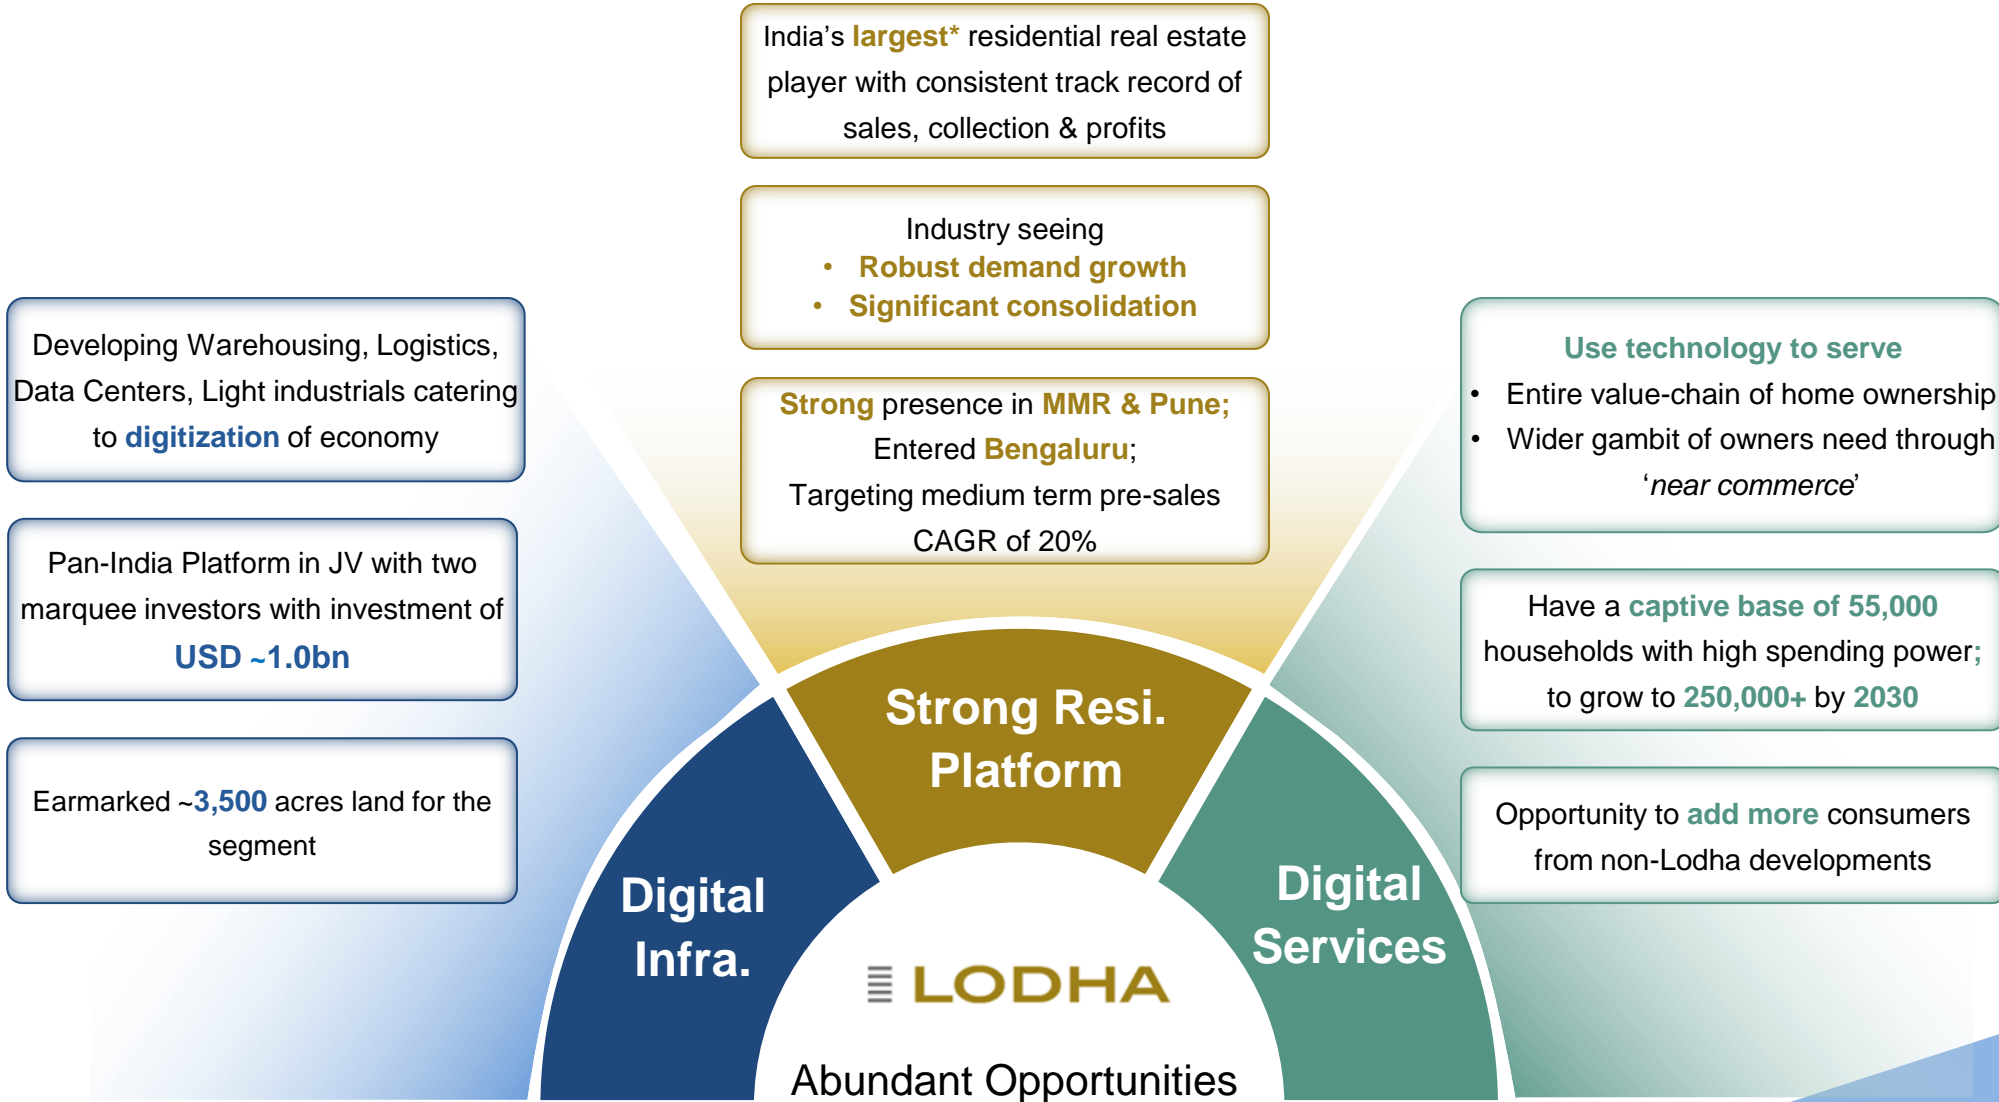 India's largest* residential real estate
player with consistent track record of
sales, collection & profits
Industry seeing
• Robust demand growth
• Significant consolidation
Strong presence in MMR & Pune;
Entered Bengaluru;
Targeting medium term pre-sales
CAGR of 20%
Developing Warehousing, Logistics,
Data Centers, Light industrials catering
to digitization of economy
Pan-India Platform in JV with two
marquee investors with investment of
USD ~1.0bn
Earmarked ~3,500 acres land for the
segment
Use technology to serve
• Entire value-chain of home ownership
• Wider gambit of owners need through
‘near commerce’
Have a captive base of 55,000
households with high spending power;
to grow to 250,000+ by 2030
Opportunity to add more consumers
from non-Lodha developments
Strong Resi.
Platform
Digital
Infra.
Digital
Services
LODHA
Abundant Opportunities